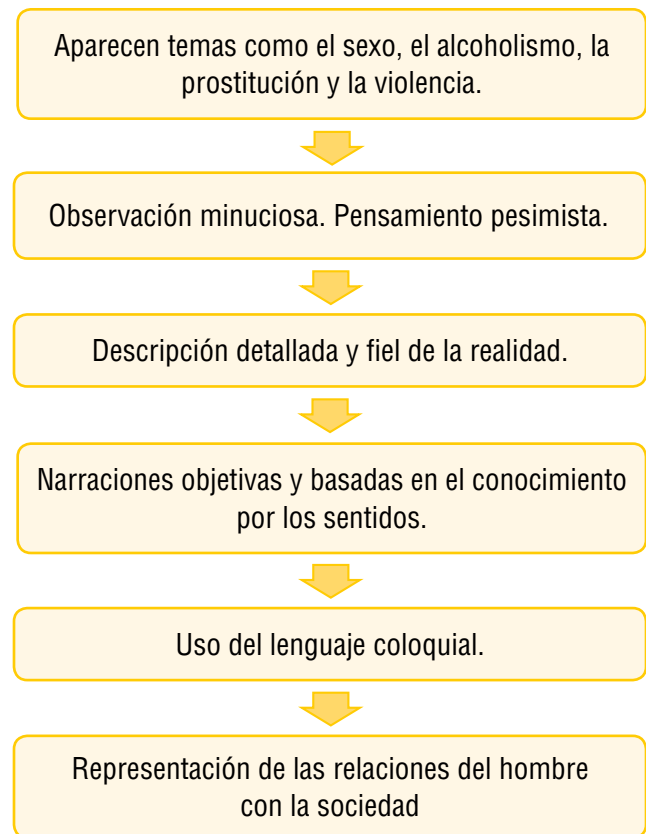 Aparecen temas como el sexo, el alcoholismo, la
prostitución y la violencia.
Observación minuciosa. Pensamiento pesimista.
Descripción detallada y fiel de la realidad.
Narraciones objetivas y basadas en el conocimiento
por los sentidos.
Uso del lenguaje coloquial.
Representación de las relaciones del hombre
con la sociedad